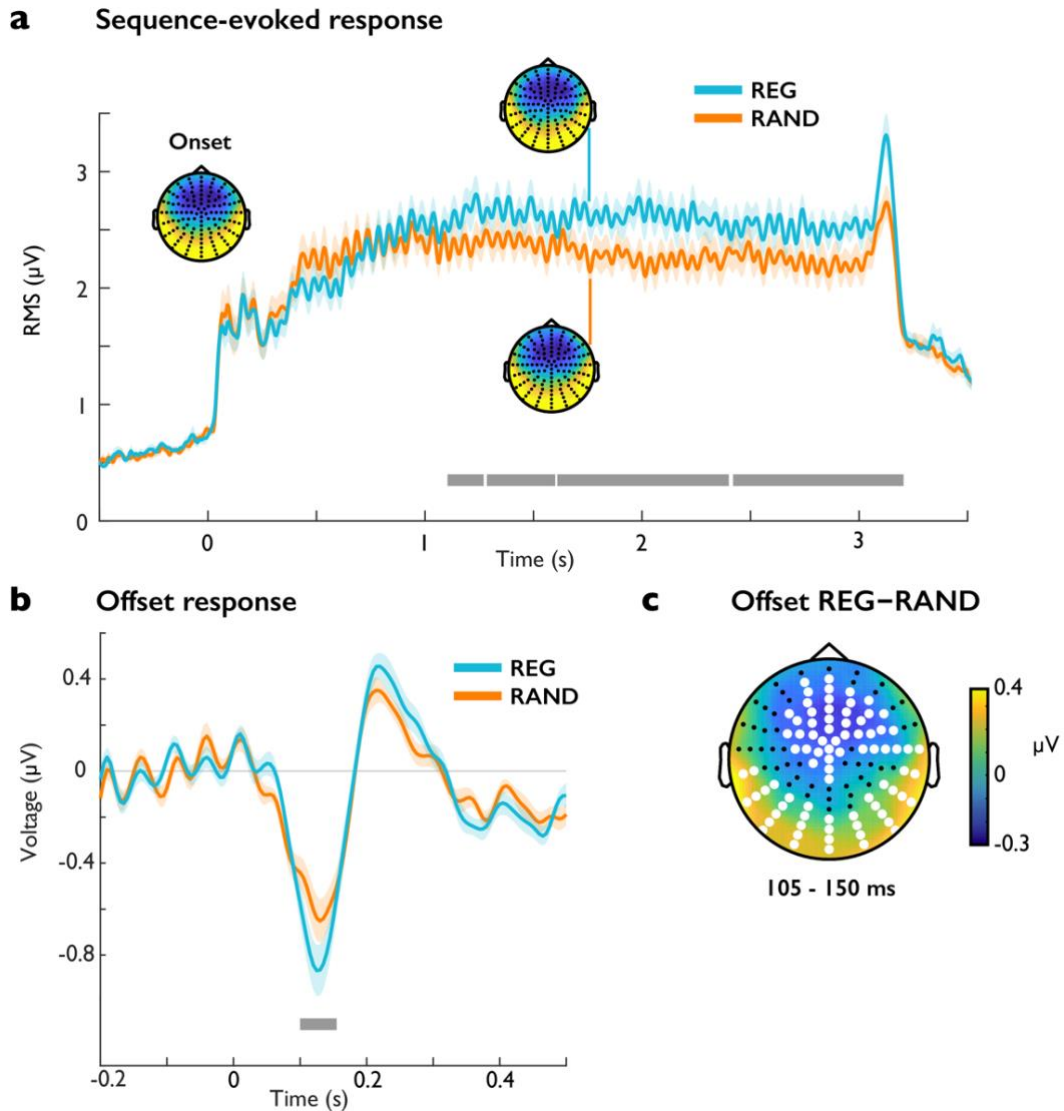 a Sequence-evoked response
REG
RAND
Onset
3
2
1
0
RMS (µV)
0 1 2 3
Time (s)
b Offset response
REG
RAND
0.4
0
-0.4
-0.8
Voltage (µV)
-0.2 0 0.2 0.4
Time (s)
c Offset REG–RAND
0.4
µV
0
-0.3
105 - 150 ms